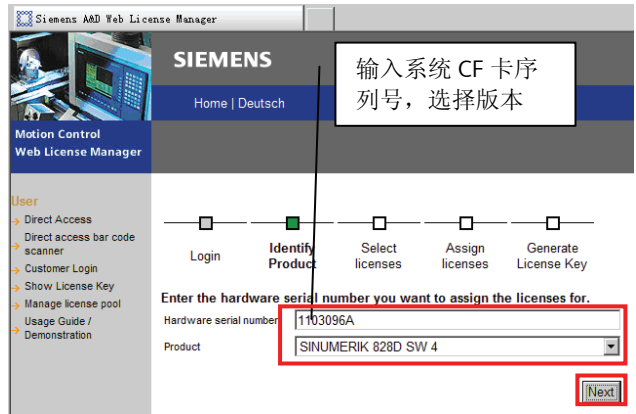 Siemens A&D Web License Manager
SIEMENS
输入系统 CF 卡序
列号，选择版本
Home | Deutsch
Motion Control
Web License Manager
User
Direct Access
Direct access bar code
scanner
Customer Login
Show License Key
Manage license pool
Usage Guide /
Demonstration
Login
Identify
Product
Select
licenses
Assign
licenses
Generate
License Key
Enter the hardware serial number you want to assign the licenses for.
Hardware serial number
1103096A
Product
SINUMERIK 828D SW 4
Next